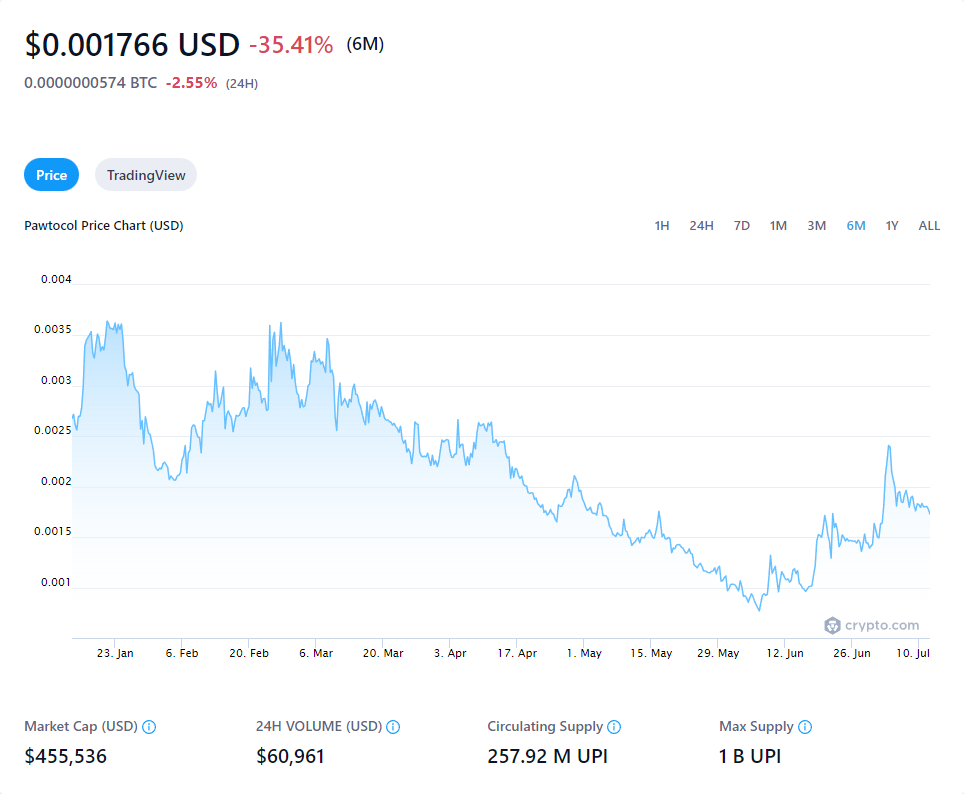 $0.001766 USD -35.41% (6M)
0.0000000574 BTC -2.55% (24H)
Price TradingView
Pawtocol Price Chart (USD) 1H 24H 7D 1M 3M 6M 1Y ALL
0.004
0.0035
0.003
0.0025
0.002
0.0015
0.001
crypto.com
23. Jan 6. Feb 20. Feb 6. Mar 20. Mar 3. Apr 17. Apr 1. May 15. May 29. May 12. Jun 26. Jun 10. Jul
Market Cap (USD) 24H VOLUME (USD) Circulating Supply Max Supply
$455,536 $60,961 257.92 M UPI 1 B UPI